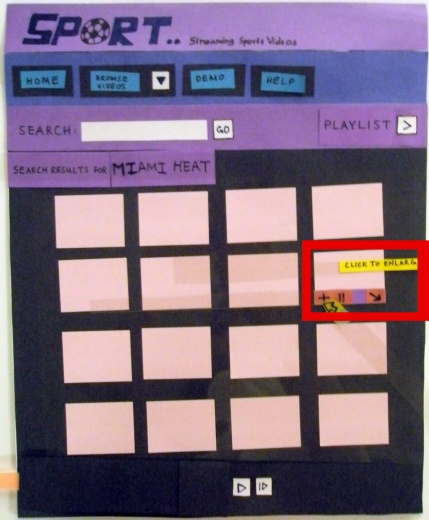 SPORT..
Streaming Sports Videos
HOME
BROWSE
VIDEOS
DEMO
HELP
SEARCH:
GO
PLAYLIST >
SEARCH RESULTS FOR MIAMI HEAT
CLICK TO ENLARG
+ ||